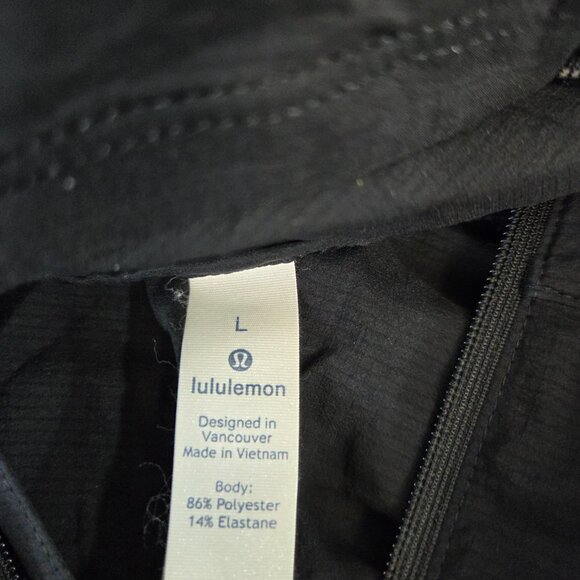 L
lululemon
Designed in
Vancouver
Made in Vietnam
Body:
86% Polyester
14% Elastane